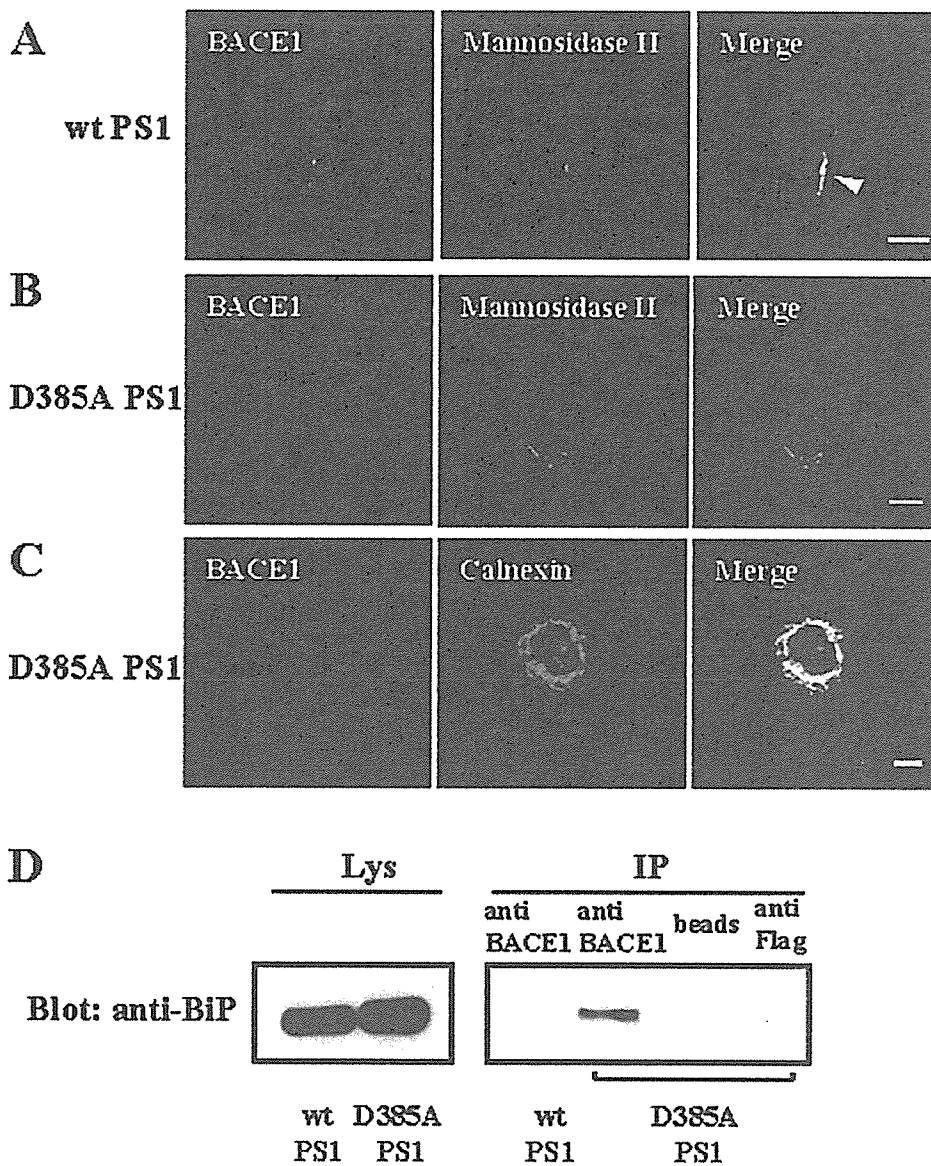 A
BACE1 Mannosidase II Merge
wt PS1
B
BACE1 Mannosidase II Merge
D385A PS1
C
BACE1 Calnexin Merge
D385A PS1
D
Lys IP
anti BACE1 anti BACE1 beads anti Flag
Blot: anti-BiP
wt PS1 D385A PS1 wt PS1 D385A PS1